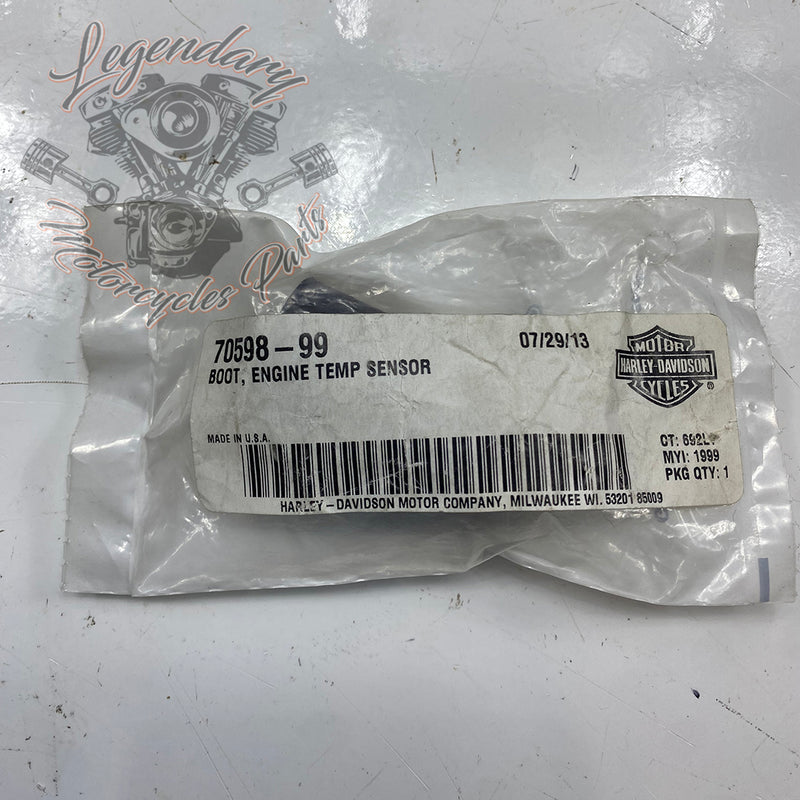 Legendary
Motorcycles Parts
70598-99
07/29/13
BOOT, ENGINE TEMP SENSOR
MOTOR
HARLEY-DAVIDSON
CYCLES
®
MADE IN U.S.A.
CT:
MYI: 1999
PKG QTY: 1
HARLEY-DAVIDSON MOTOR COMPANY, MILWAUKEE WI. 53201 85009